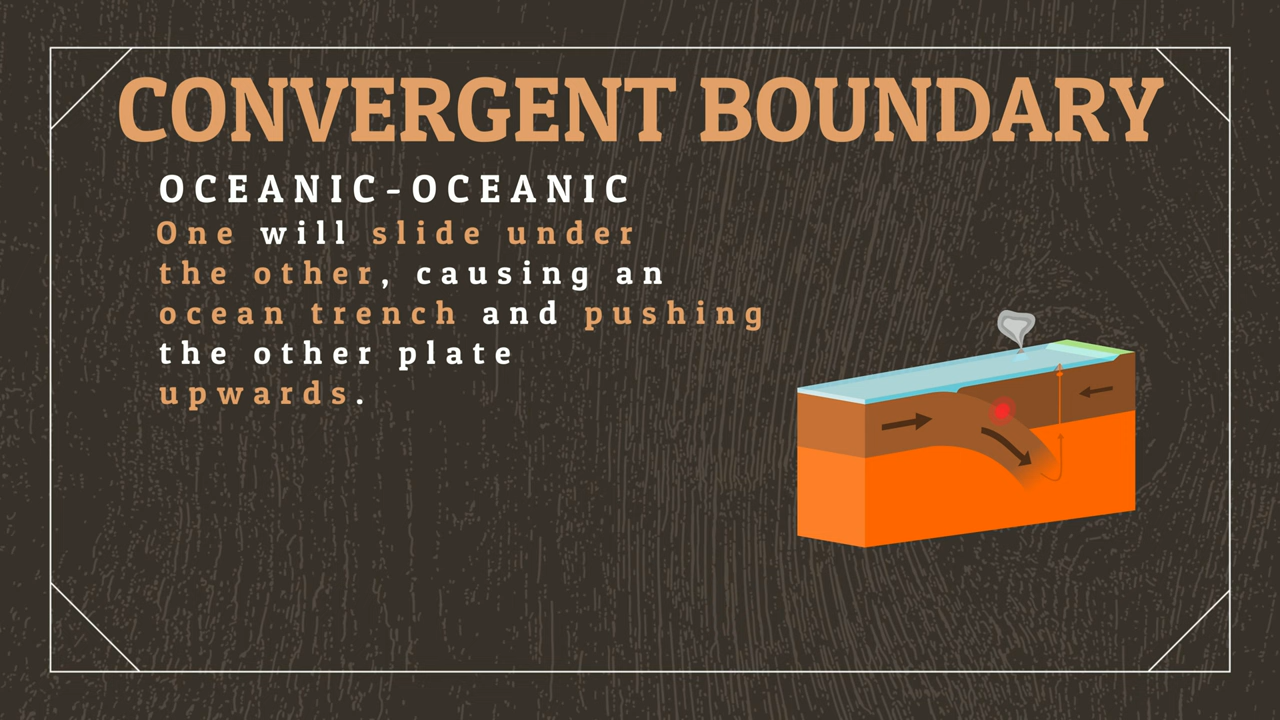 CONVERGENT BOUNDARY
OCEANIC-OCEANIC
One will slide under
the other, causing an
ocean trench and pushing
the other plate
upwards.